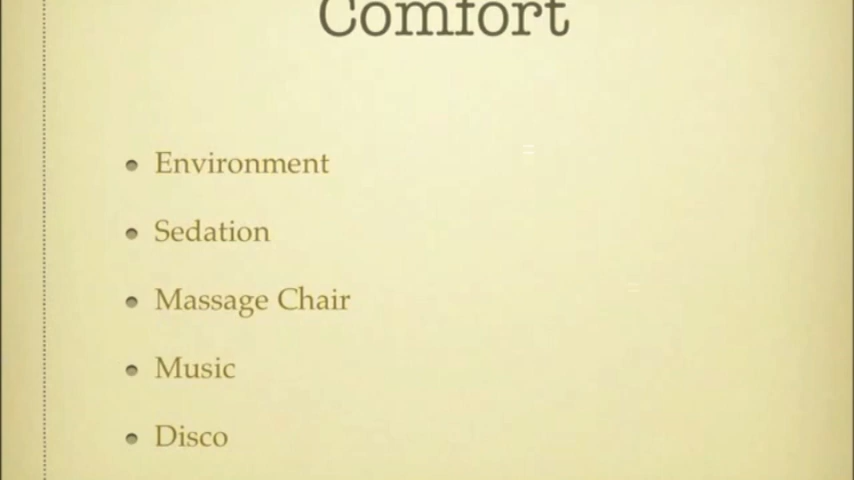 Comfort
Environment
Sedation
Massage Chair
Music
Disco